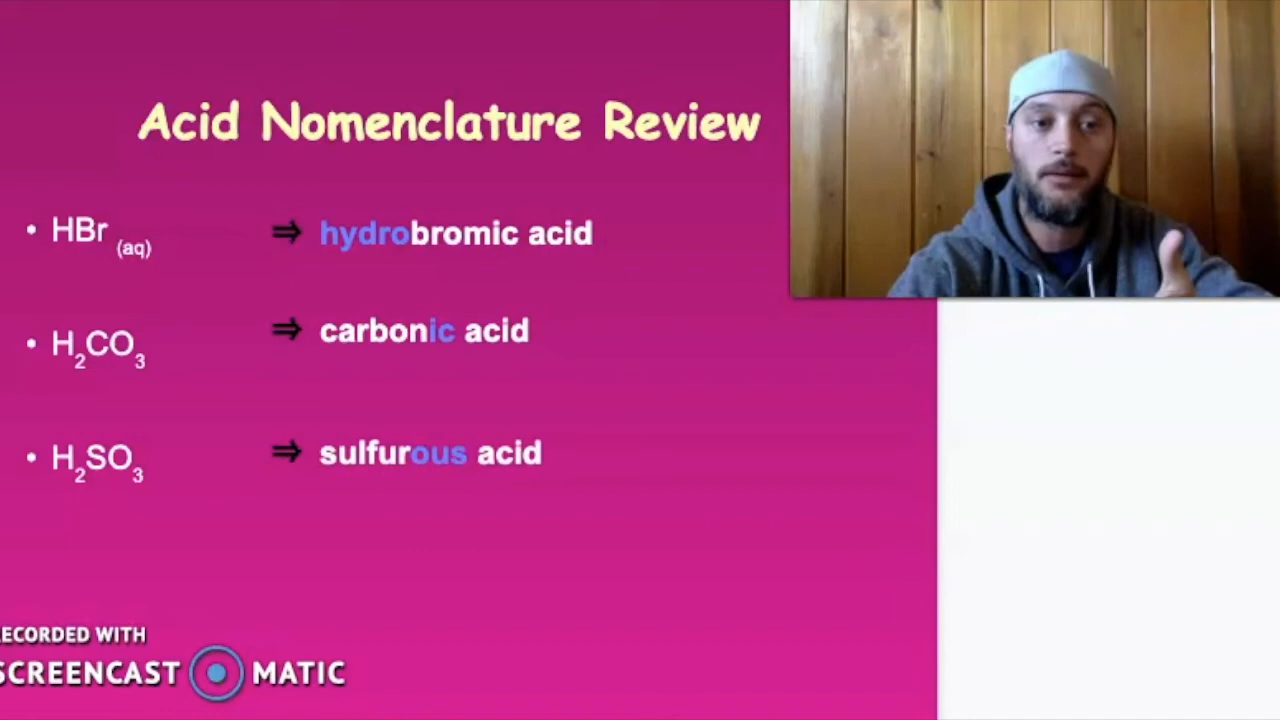 Acid Nomenclature Review
• HBr (aq) ⇒ hydrobromic acid
• H₂CO₃ ⇒ carbonic acid
• H₂SO₃ ⇒ sulfurous acid
ECORDED WITH
SCREENCAST MATIC